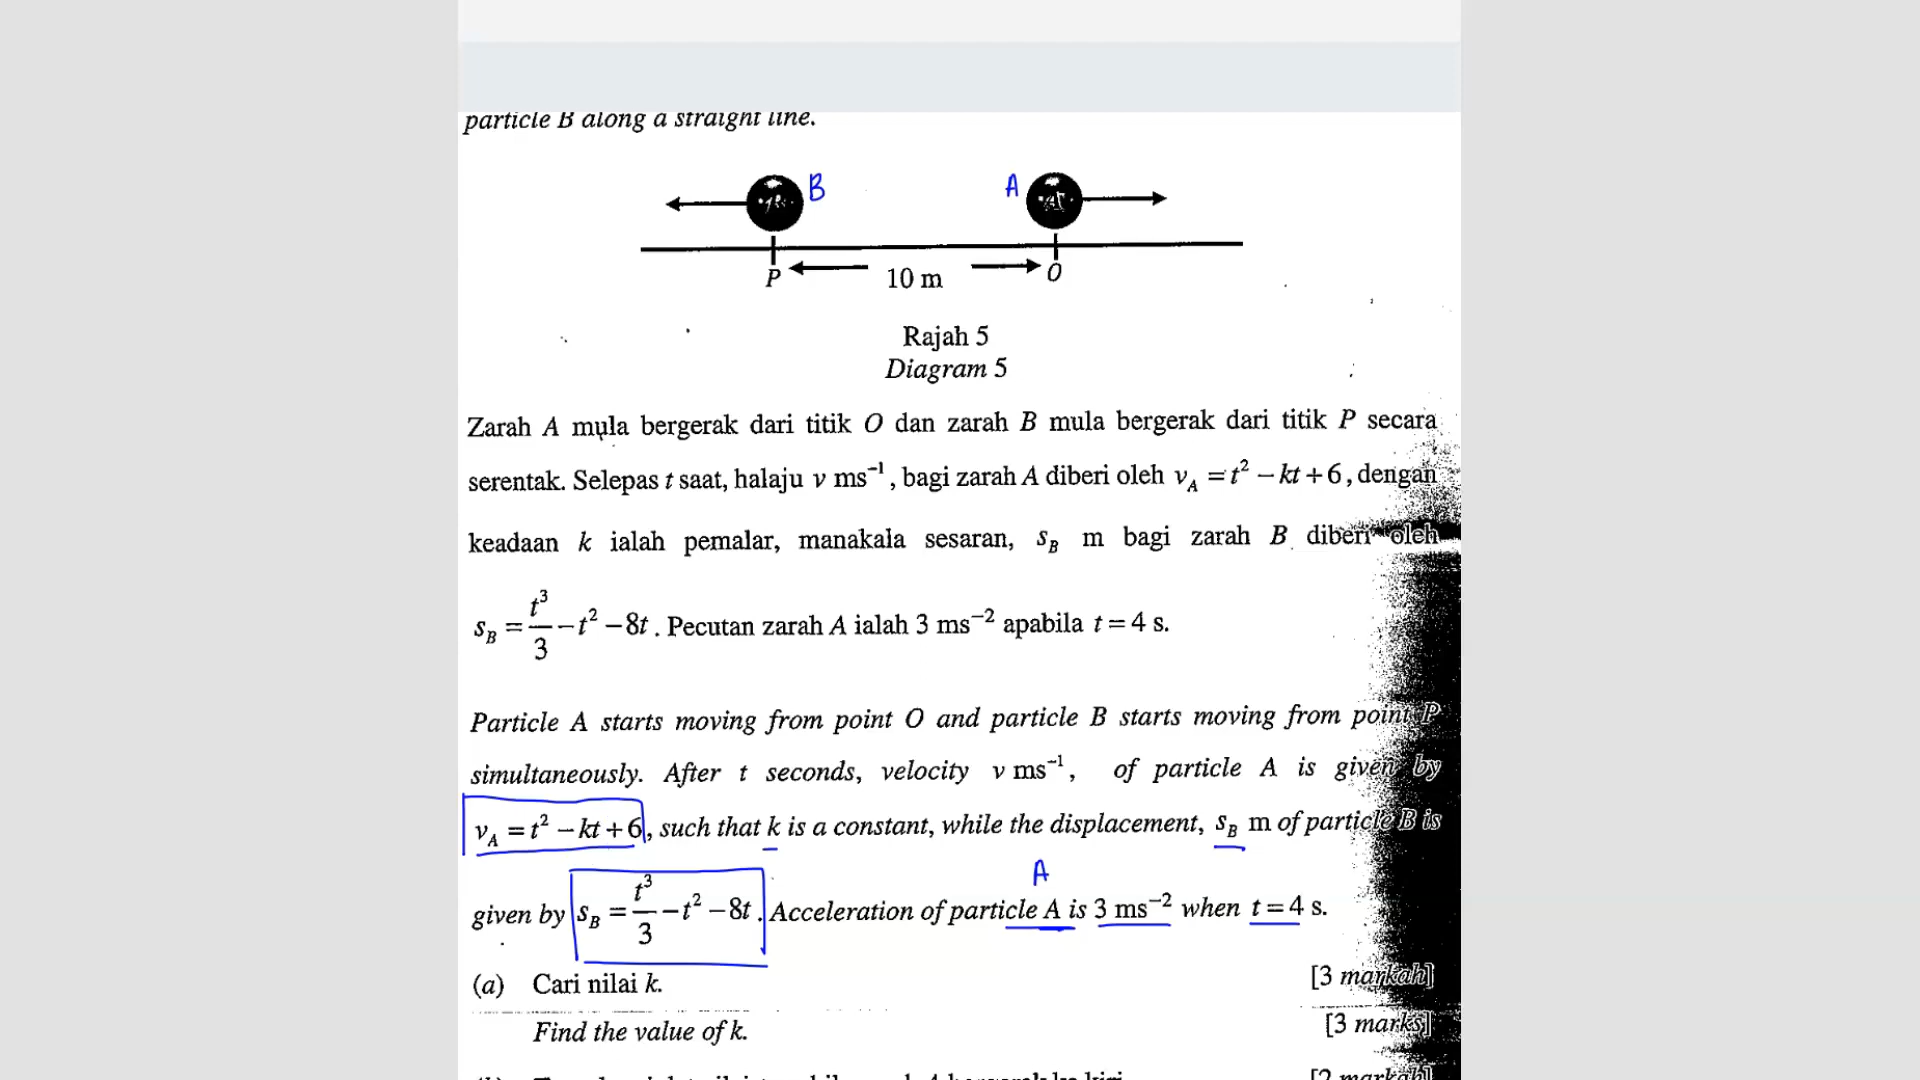 particle B along a straight line.
B A
A
P 10 m O
Rajah 5
Diagram 5
Zarah A mula bergerak dari titik O dan zarah B mula bergerak dari titik P secara
serentak. Selepas t saat, halaju v ms⁻¹, bagi zarah A diberi oleh v_A = t² − kt + 6, dengan
keadaan k ialah pemalar, manakala sesaran, s_B m bagi zarah B diberi oleh
s_B = t³/3 − t² − 8t. Pecutan zarah A ialah 3 ms⁻² apabila t = 4 s.
Particle A starts moving from point O and particle B starts moving from point P
simultaneously. After t seconds, velocity v ms⁻¹, of particle A is given by
v_A = t² − kt + 6, such that k is a constant, while the displacement, s_B m of particle B is
A
given by s_B = t³/3 − t² − 8t. Acceleration of particle A is 3 ms⁻² when t = 4 s.
(a) Cari nilai k. [3 markah]
Find the value of k. [3 marks]